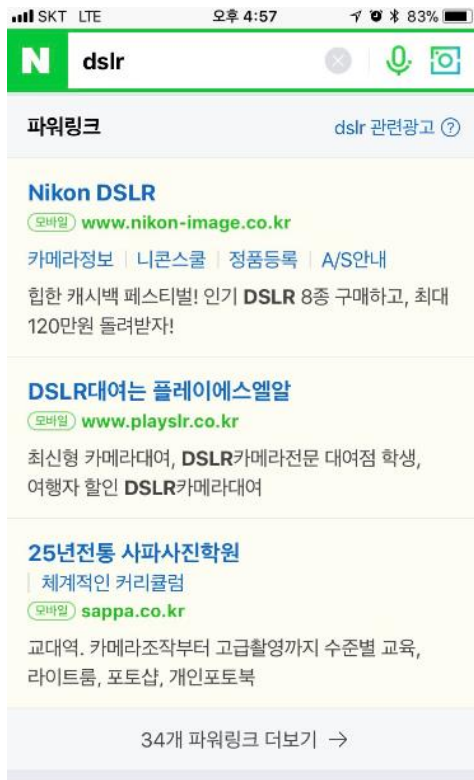 SKT LTE 오후 4:57 83%
N dslr
파워링크 dslr 관련광고 ?
Nikon DSLR
모바일 www.nikon-image.co.kr
카메라정보 | 니콘스쿨 | 정품등록 | A/S안내
힙한 캐시백 페스티벌! 인기 DSLR 8종 구매하고, 최대
120만원 돌려받자!
DSLR대여는 플레이에스엘알
모바일 www.playslr.co.kr
최신형 카메라대여, DSLR카메라전문 대여점 학생,
여행자 할인 DSLR카메라대여
25년전통 사파사진학원
| 체계적인 커리큘럼
모바일 sappa.co.kr
교대역. 카메라조작부터 고급촬영까지 수준별 교육,
라이트룸, 포토샵, 개인포토북
34개 파워링크 더보기 →